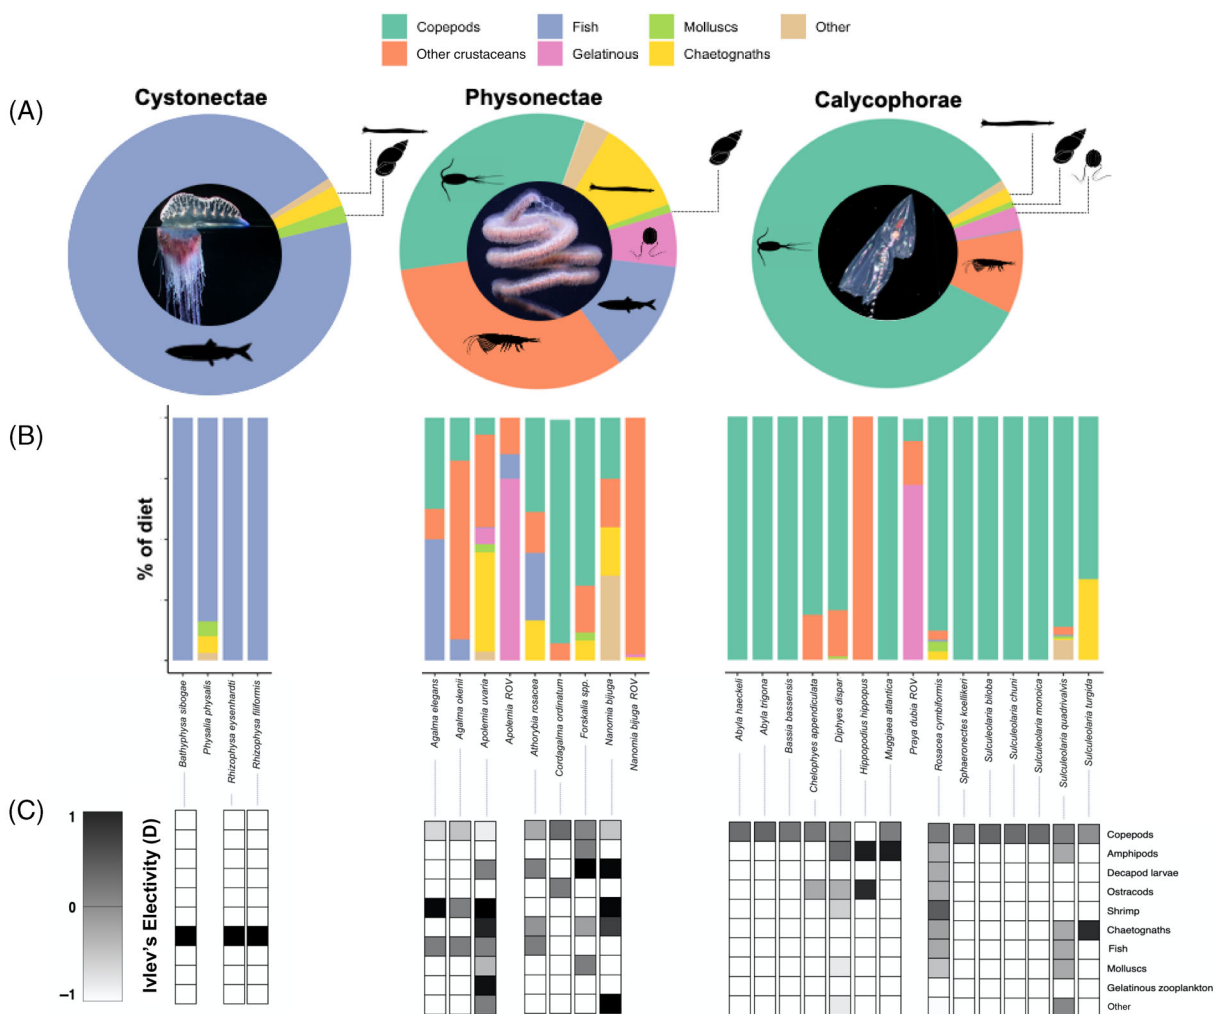 Copepods
Fish
Molluscs
Other
Other crustaceans
Gelatinous
Chaetognaths
(A)
Cystonectae
Physonectae
Calycophorae
(B)
% of diet
Bathyphysa sibogae
Physalia physalis
Rhizophysa eysenhardti
Rhizophysa filiformis
Agalma elegans
Agalma okenii
Apolemia uvaria
Apolemia ROV
Athorybia rosacea
Cordagalma ordinatum
Forskalia spp.
Nanomia bijuga
Nanomia bijuga ROV
Abyla haeckeli
Abyla trigona
Bassia bassensis
Chelophyes appendiculata
Diphyes dispar
Hippopodius hippopus
Muggiaea atlantica
Praya dubia ROV
Rosacea cymbiformis
Sphaeronectes koellikeri
Sulculeolaria biloba
Sulculeolaria chuni
Sulculeolaria monoica
Sulculeolaria quadrivalvis
Sulculeolaria turgida
(C)
1
0
−1
Ivlev's Electivity (D)
Copepods
Amphipods
Decapod larvae
Ostracods
Shrimp
Chaetognaths
Fish
Molluscs
Gelatinous zooplankton
Other